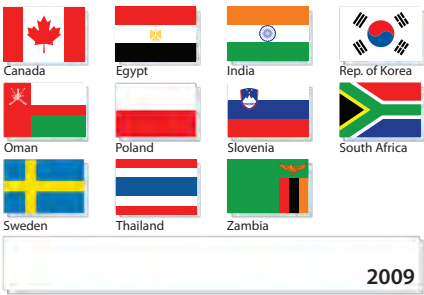 Canada Egypt India Rep. of Korea
Oman Poland Slovenia South Africa
Sweden Thailand Zambia
2009